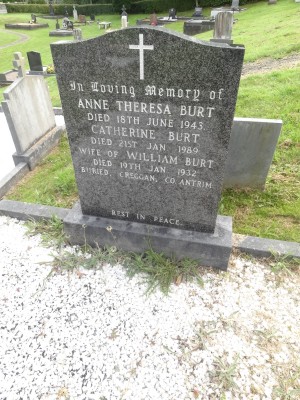 In Loving Memory of
ANNE THERESA BURT
DIED 18TH JUNE 1943
CATHERINE BURT
DIED 21ST JAN 1989
WIFE OF WILLIAM BURT
DIED 19TH JAN 1932
BURIED, CREGGAN, CO. ANTRIM
REST IN PEACE